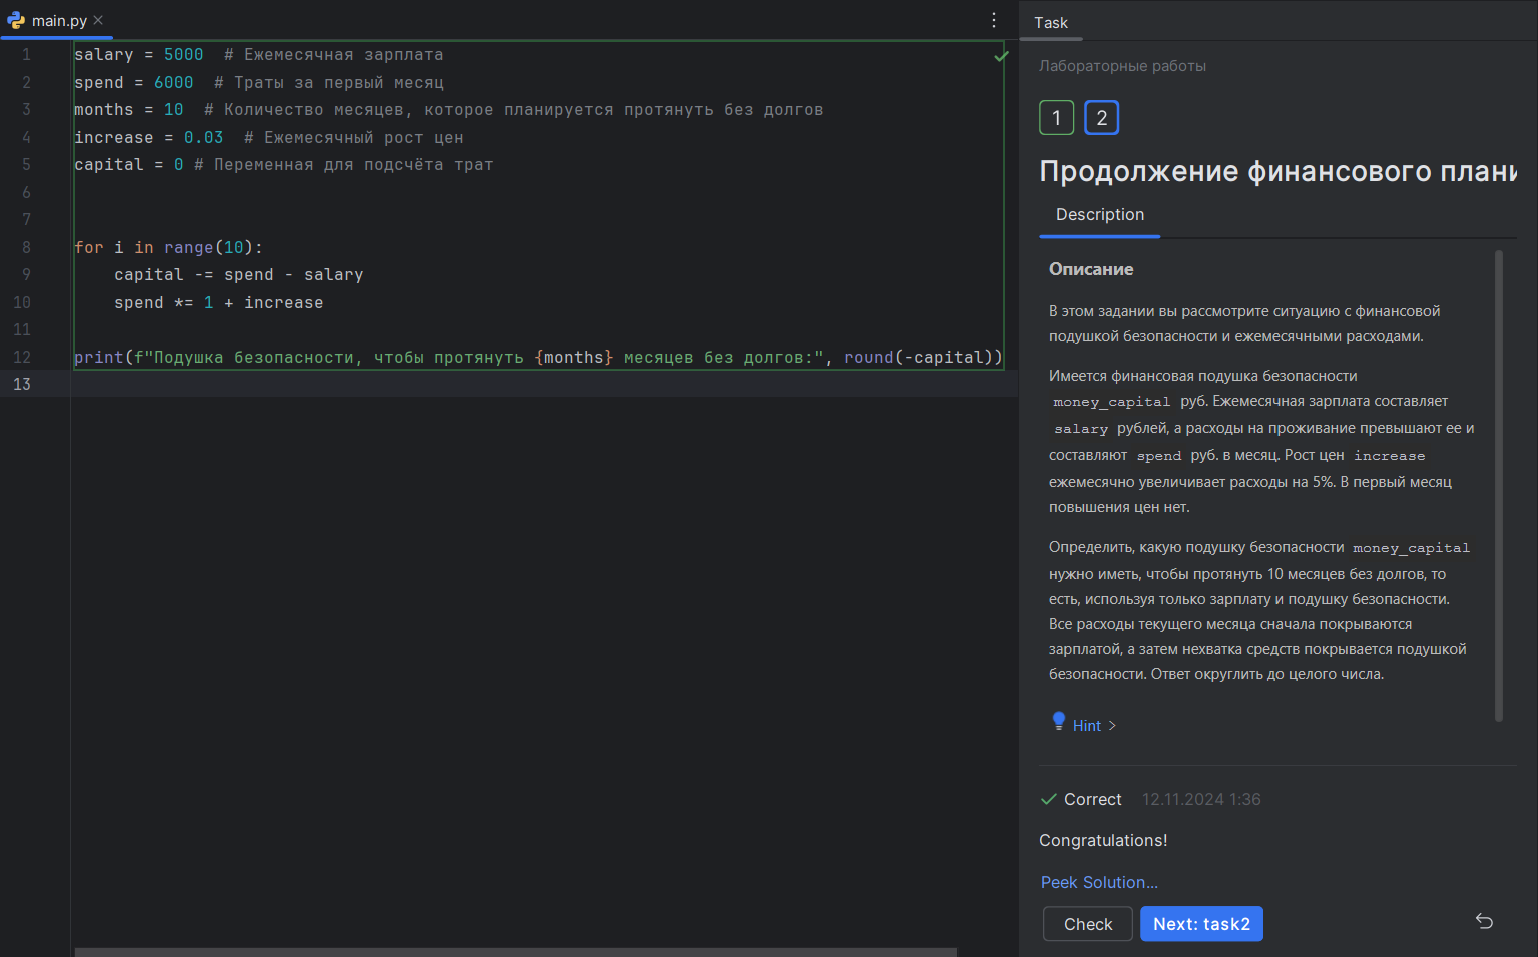 main.py
1 salary = 5000  # Ежемесячная зарплата
2 spend = 6000  # Траты за первый месяц
3 months = 10  # Количество месяцев, которое планируется протянуть без долгов
4 increase = 0.03  # Ежемесячный рост цен
5 capital = 0 # Переменная для подсчёта трат
6
7
8 for i in range(10):
9     capital -= spend - salary
10     spend *= 1 + increase
11
12 print(f"Подушка безопасности, чтобы протянуть {months} месяцев без долгов:", round(-capital))
13
Task
Лабораторные работы
1 2
Продолжение финансового плани
Description
Описание
В этом задании вы рассмотрите ситуацию с финансовой
подушкой безопасности и ежемесячными расходами.
Имеется финансовая подушка безопасности
money_capital руб. Ежемесячная зарплата составляет
salary рублей, а расходы на проживание превышают ее и
составляют spend руб. в месяц. Рост цен increase
ежемесячно увеличивает расходы на 5%. В первый месяц
повышения цен нет.
Определить, какую подушку безопасности money_capital
нужно иметь, чтобы протянуть 10 месяцев без долгов, то
есть, используя только зарплату и подушку безопасности.
Все расходы текущего месяца сначала покрываются
зарплатой, а затем нехватка средств покрывается подушкой
безопасности. Ответ округлить до целого числа.
Hint >
Correct 12.11.2024 1:36
Congratulations!
Peek Solution...
Check Next: task2